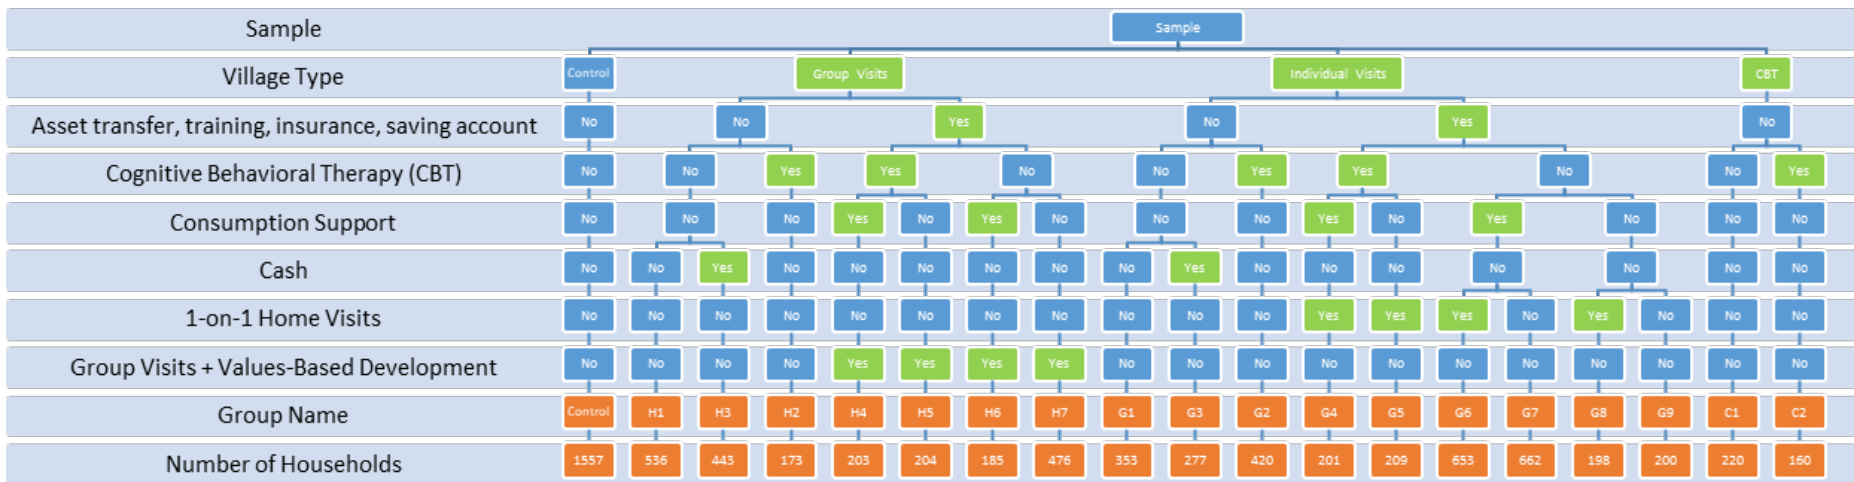 Sample Sample
Village Type Control Group Visits Individual Visits CBT
Asset transfer, training, insurance, saving account No No Yes No Yes No
Cognitive Behavioral Therapy (CBT) No No Yes Yes No No Yes Yes No No Yes
Consumption Support No No No Yes No Yes No No No Yes No Yes No No No
Cash No No Yes No No No No No No Yes No No No No No No No
1-on-1 Home Visits No No No No No No No No No No No Yes Yes Yes No Yes No No No
Group Visits + Values-Based Development No No No No Yes Yes Yes Yes No No No No No No No No No No No
Group Name Control H1 H3 H2 H4 H5 H6 H7 G1 G3 G2 G4 G5 G6 G7 G8 G9 C1 C2
Number of Households 1557 536 443 173 203 204 185 476 353 277 420 201 209 653 662 198 200 220 160